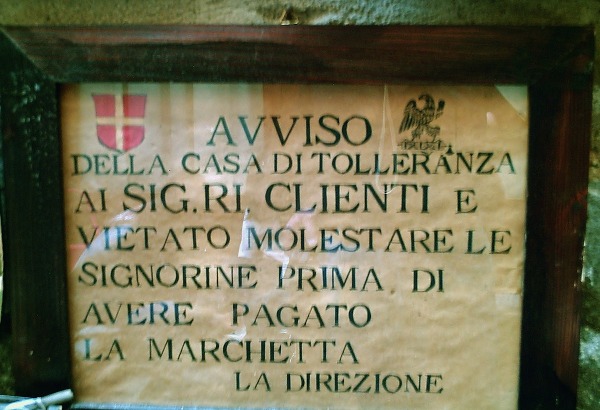 AVVISO
DELLA CASA DI TOLLERANZA
AI SIG.RI CLIENTI E
VIETATO MOLESTARE LE
SIGNORINE PRIMA DI
AVERE PAGATO
LA MARCHETTA
LA DIREZIONE